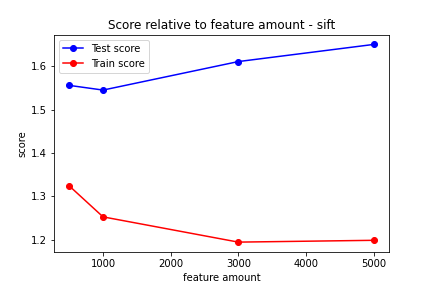 Score relative to feature amount - sift
Test score
Train score
score
1.6
1.5
1.4
1.3
1.2
1000
2000
3000
4000
5000
feature amount